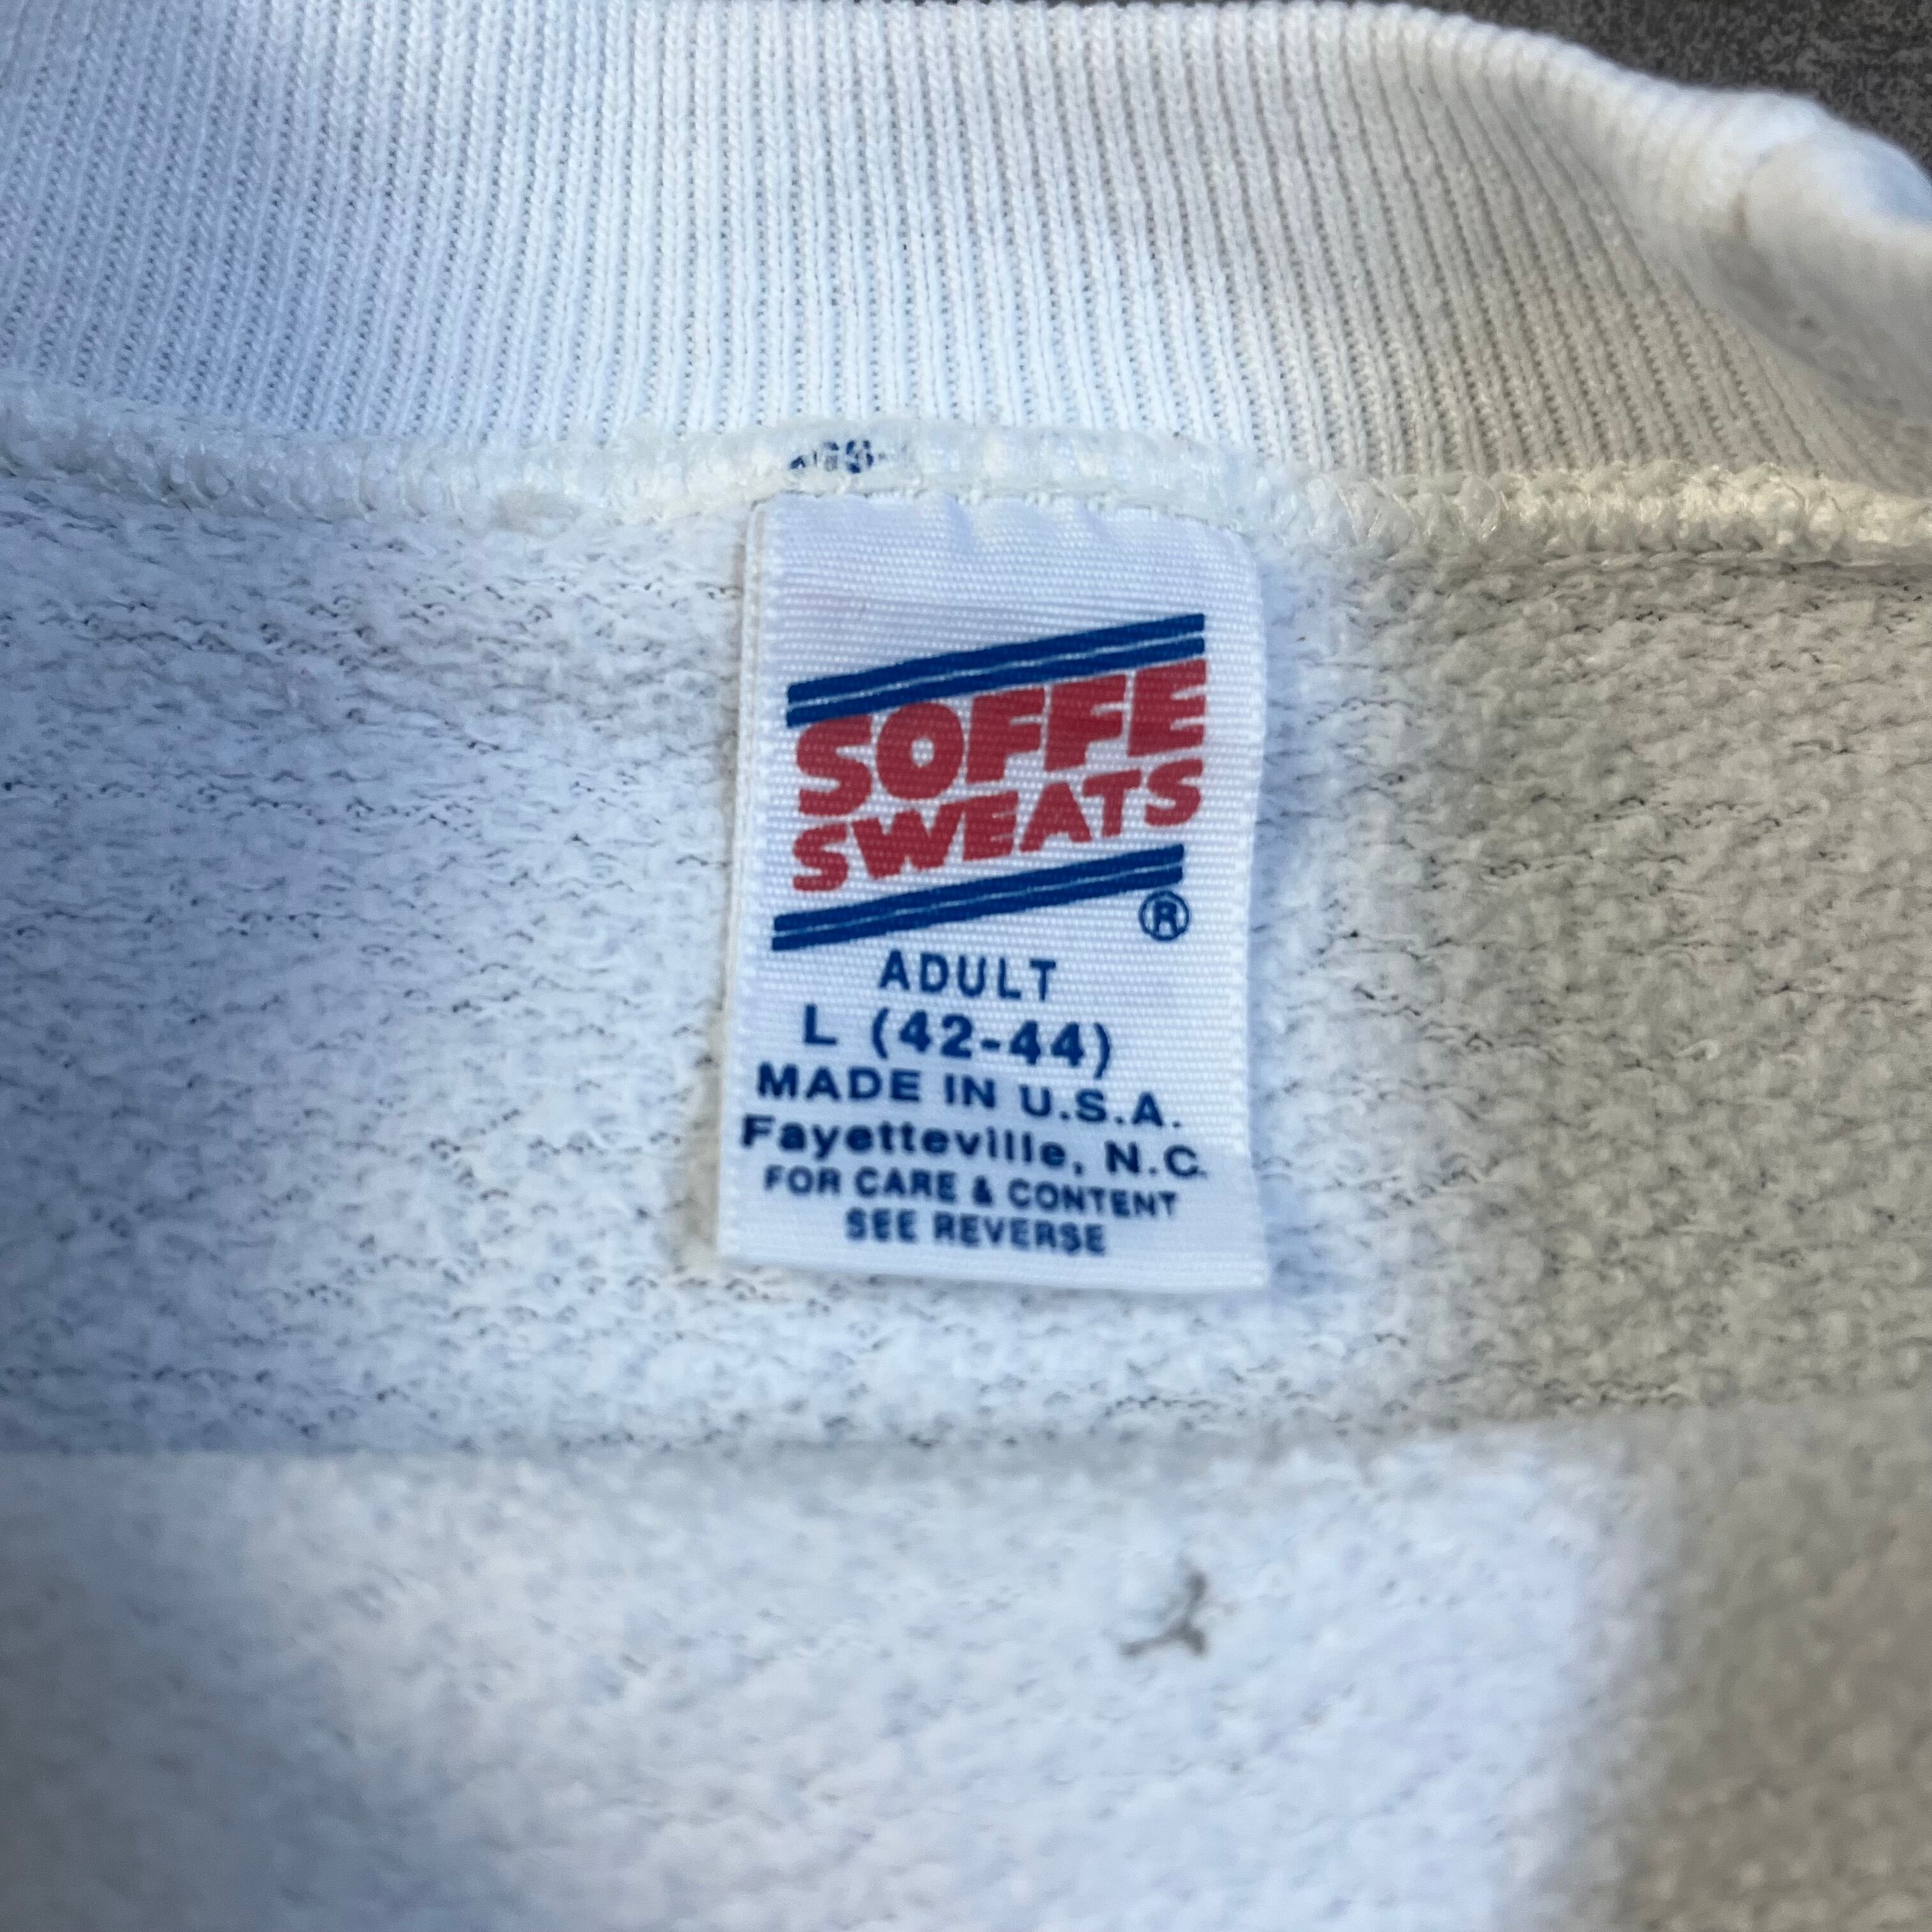 SOFFE
SWEATS
®
ADULT
L (42-44)
MADE IN U.S.A.
Fayetteville, N.C.
FOR CARE & CONTENT
SEE REVERSE